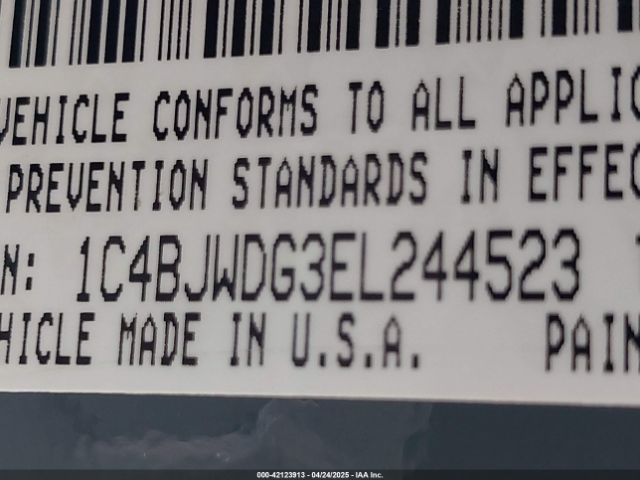 VEHICLE CONFORMS TO ALL APPLIC
PREVENTION STANDARDS IN EFFEC
N: 1C4BJWDG3EL244523
HICLE MADE IN U.S.A. PAIN
000-42123913 - 04/24/2025 - IAA Inc.